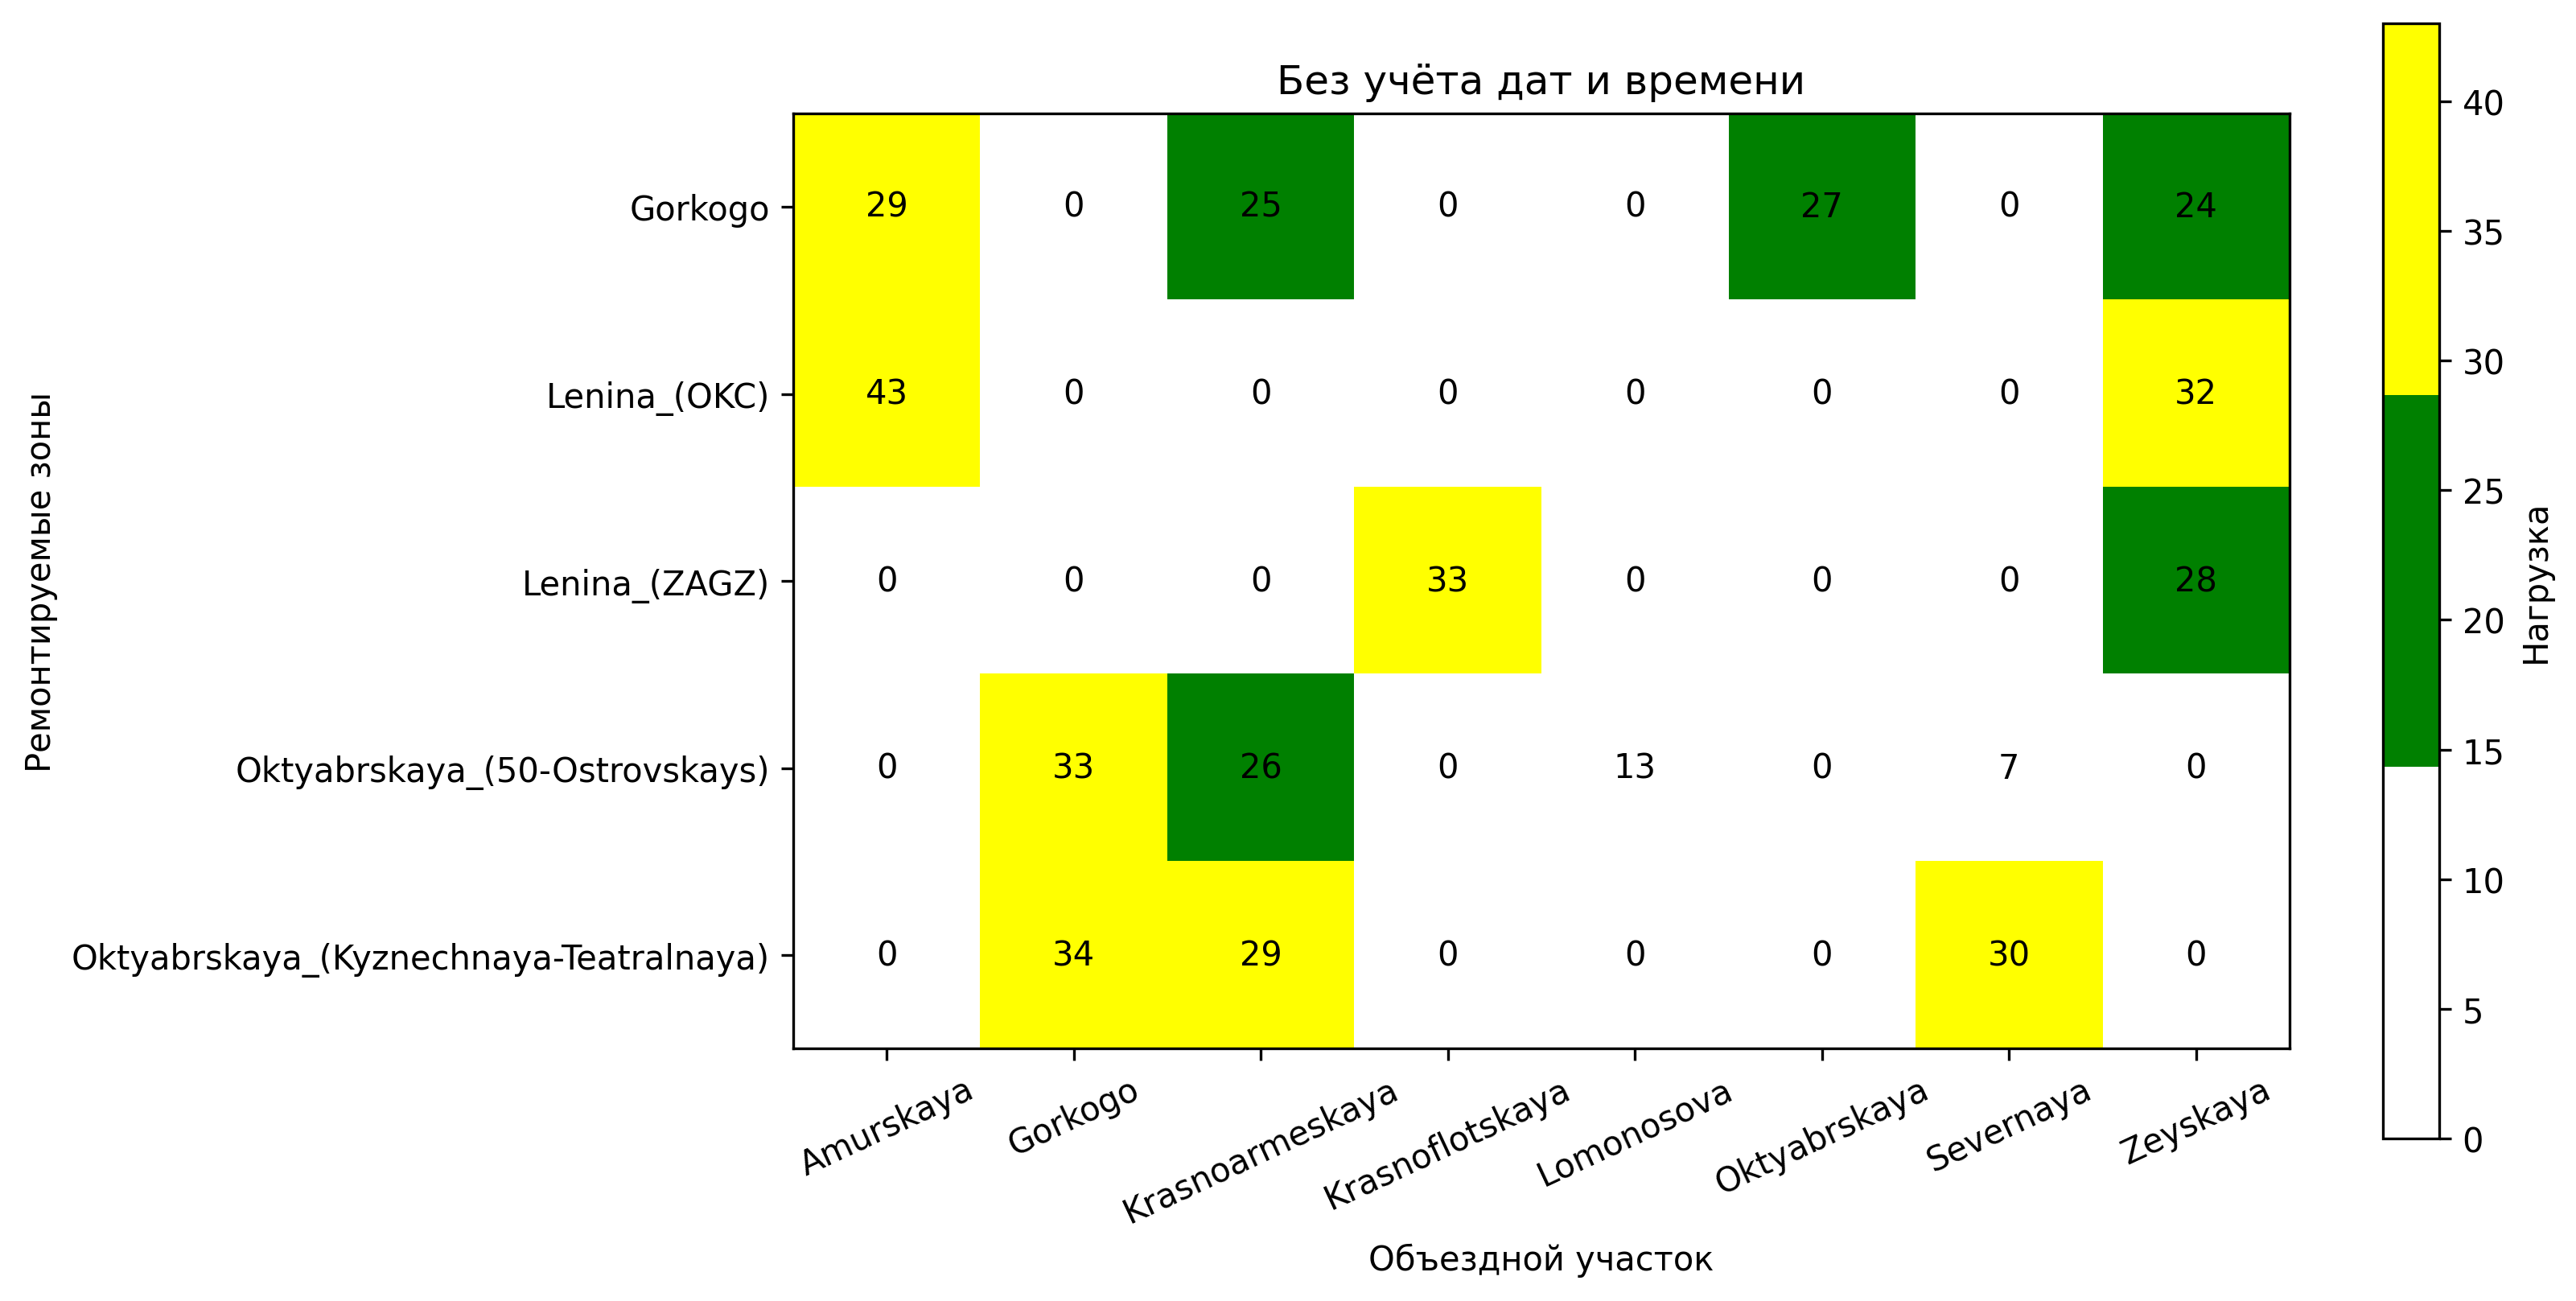 Без учёта дат и времени
Ремонтируемые зоны
Gorkogo 29 0 25 0 0 27 0 24
Lenina_(OKC) 43 0 0 0 0 0 0 32
Lenina_(ZAGZ) 0 0 0 33 0 0 0 28
Oktyabrskaya_(50-Ostrovskays) 0 33 26 0 13 0 7 0
Oktyabrskaya_(Kyznechnaya-Teatralnaya) 0 34 29 0 0 0 30 0
Amurskaya Gorkogo Krasnoarmeskaya Krasnoflotskaya Lomonosova Oktyabrskaya Severnaya Zeyskaya
Объездной участок
40
35
30
25
20
15
10
5
0
Нагрузка